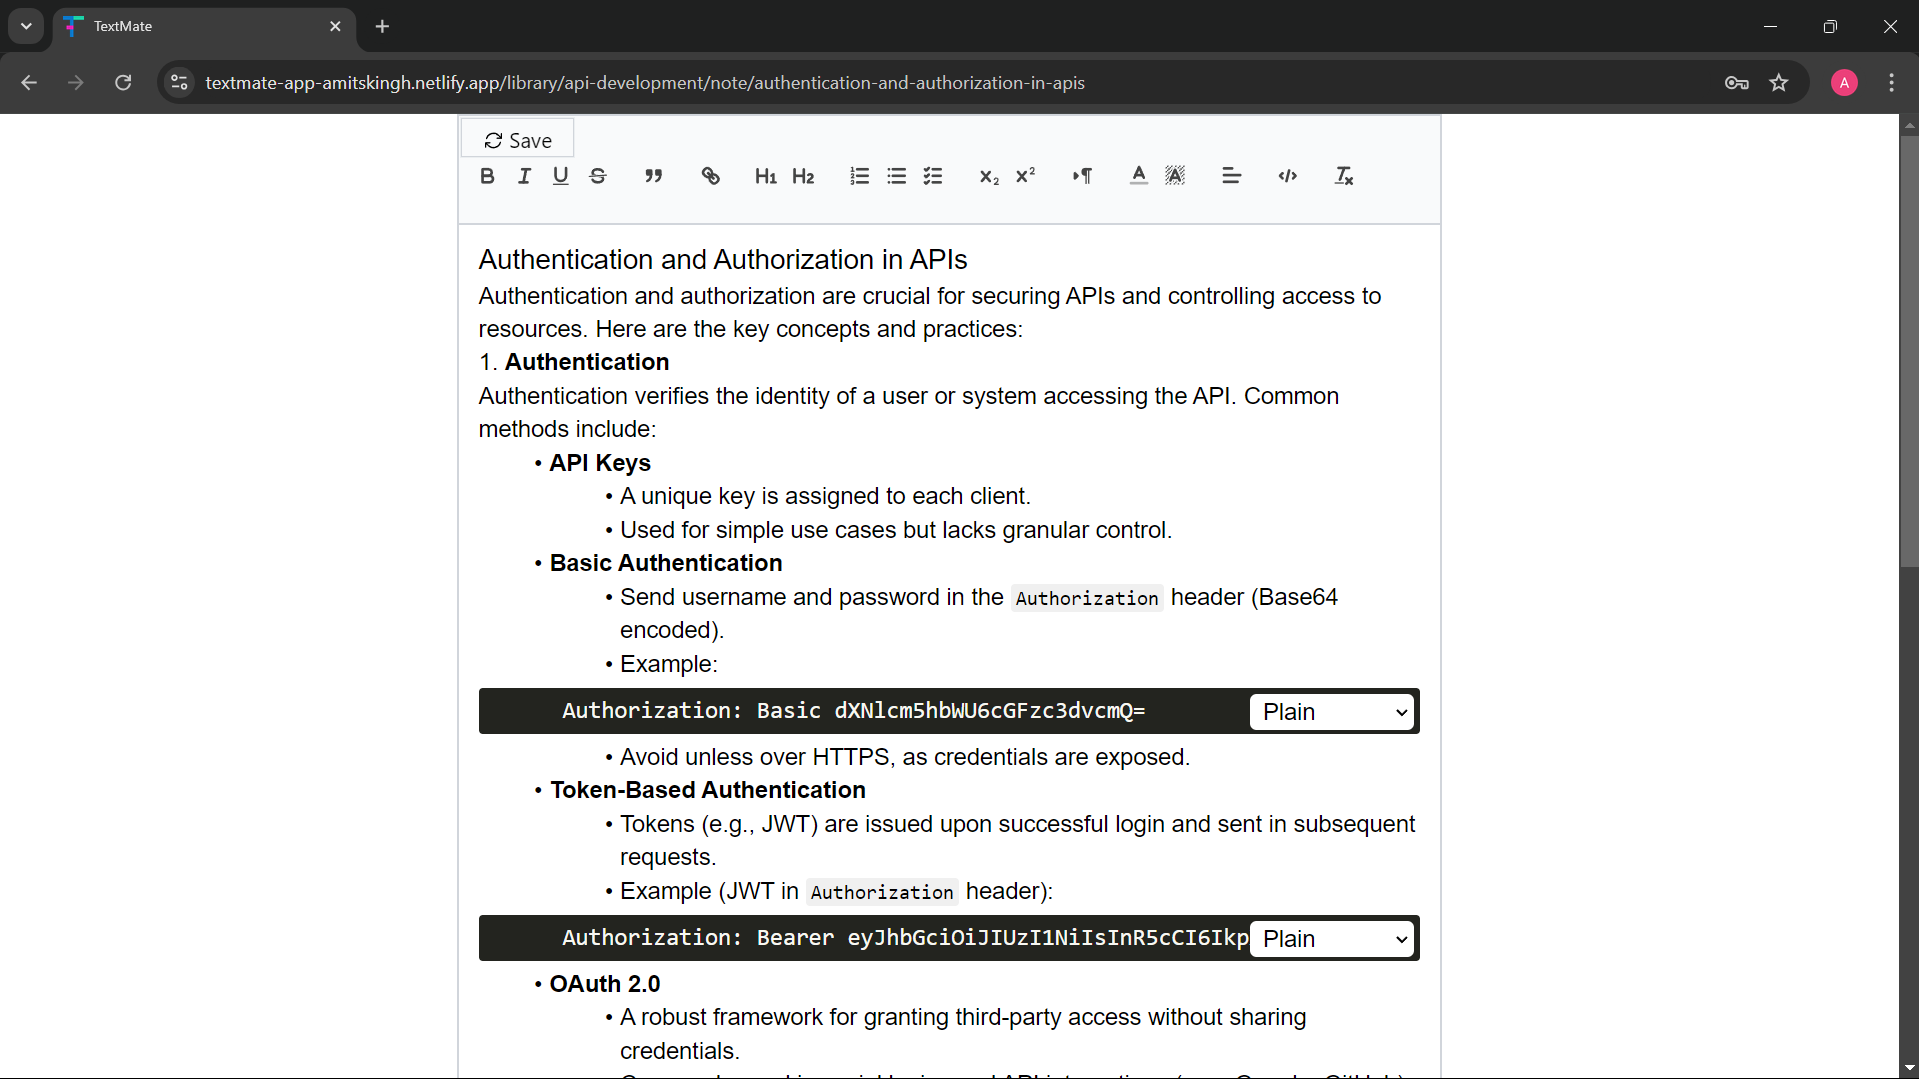 TextMate
textmate-app-amitskingh.netlify.app/library/api-development/note/authentication-and-authorization-in-apis
A
Save
B I U S H1 H2 x2 x2 A A
Authentication and Authorization in APIs
Authentication and authorization are crucial for securing APIs and controlling access to
resources. Here are the key concepts and practices:
1. Authentication
Authentication verifies the identity of a user or system accessing the API. Common
methods include:
• API Keys
• A unique key is assigned to each client.
• Used for simple use cases but lacks granular control.
• Basic Authentication
• Send username and password in the Authorization header (Base64
encoded).
• Example:
Authorization: Basic dXNlcm5hbWU6cGFzc3dvcmQ= Plain
• Avoid unless over HTTPS, as credentials are exposed.
• Token-Based Authentication
• Tokens (e.g., JWT) are issued upon successful login and sent in subsequent
requests.
• Example (JWT in Authorization header):
Authorization: Bearer eyJhbGciOiJIUzI1NiIsInR5cCI6Ikp Plain
• OAuth 2.0
• A robust framework for granting third-party access without sharing
credentials.